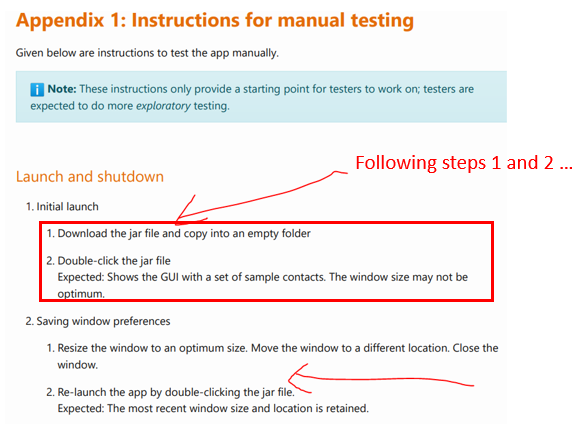 Appendix 1: Instructions for manual testing
Given below are instructions to test the app manually.
i Note: These instructions only provide a starting point for testers to work on; testers are
expected to do more exploratory testing.
Following steps 1 and 2 ...
Launch and shutdown
1. Initial launch
1. Download the jar file and copy into an empty folder
2. Double-click the jar file
Expected: Shows the GUI with a set of sample contacts. The window size may not be
optimum.
2. Saving window preferences
1. Resize the window to an optimum size. Move the window to a different location. Close the
window.
2. Re-launch the app by double-clicking the jar file.
Expected: The most recent window size and location is retained.